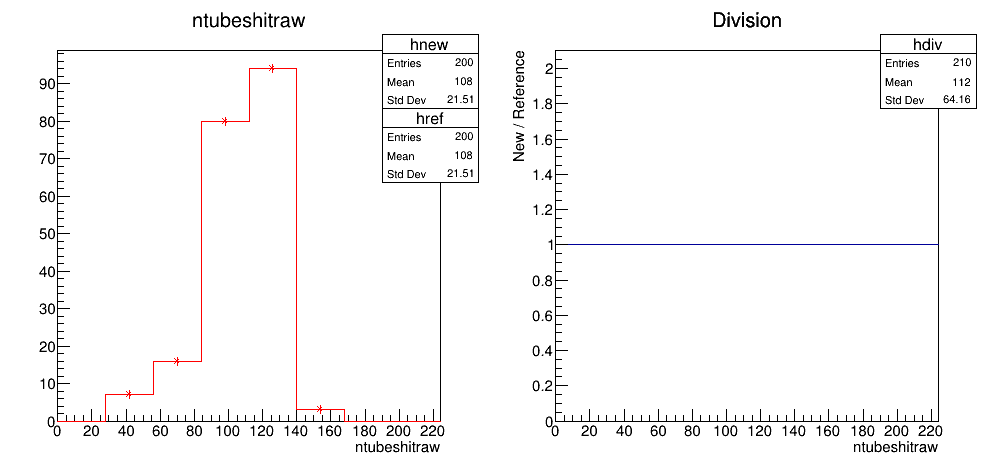 ntubeshitraw
hnew
Entries 200
Mean 108
Std Dev 21.51
href
Entries 200
Mean 108
Std Dev 21.51
90
80
70
60
50
40
30
20
10
0
0 20 40 60 80 100 120 140 160 180 200 220
ntubeshitraw
Division
hdiv
Entries 210
Mean 112
Std Dev 64.16
New / Reference
2
1.8
1.6
1.4
1.2
1
0.8
0.6
0.4
0.2
0
0 20 40 60 80 100 120 140 160 180 200 220
ntubeshitraw